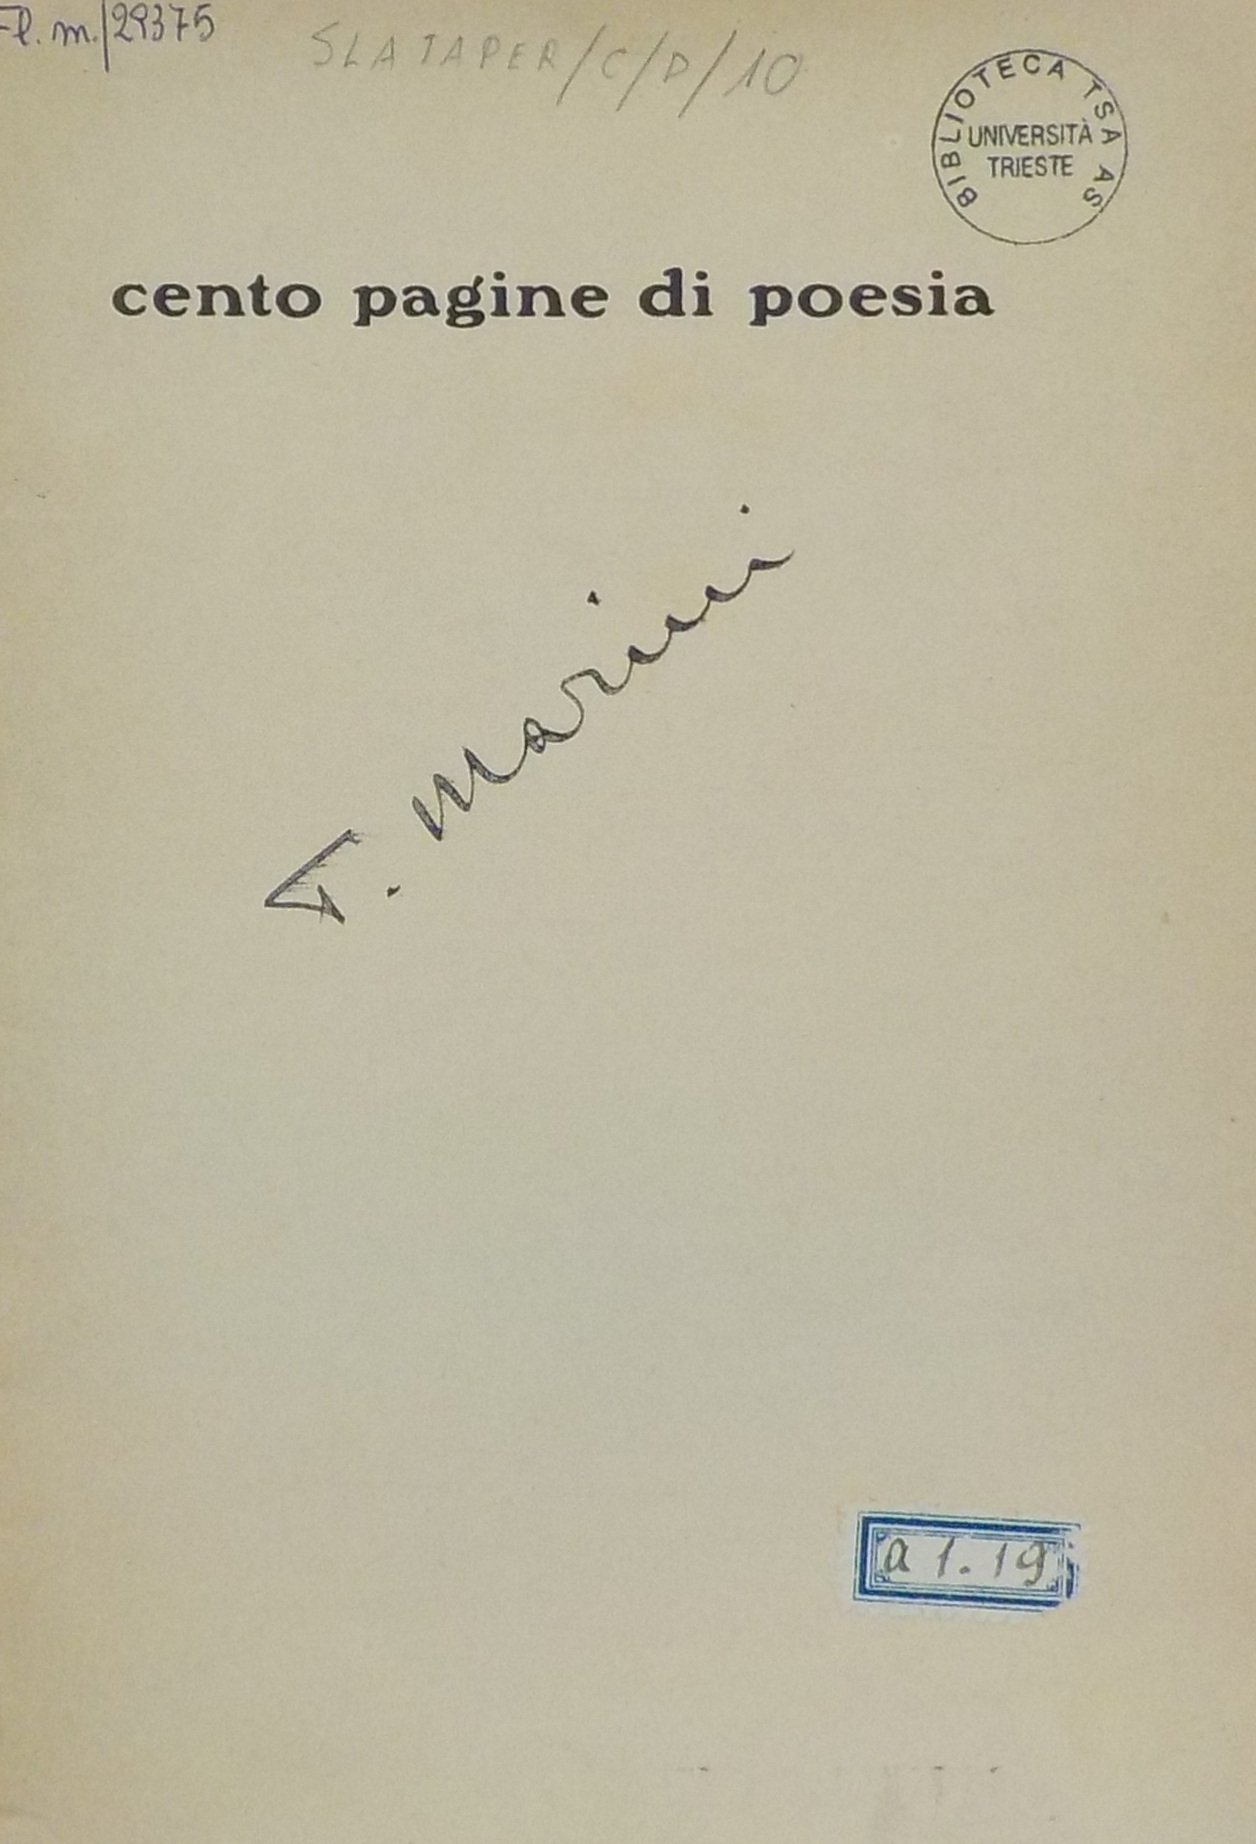 Fl. m./29375
SLATAPER/C/D/10
BIBLIOTECA TSA AS
UNIVERSITÀ
TRIESTE
cento pagine di poesia
T. Marini
a 1. 19